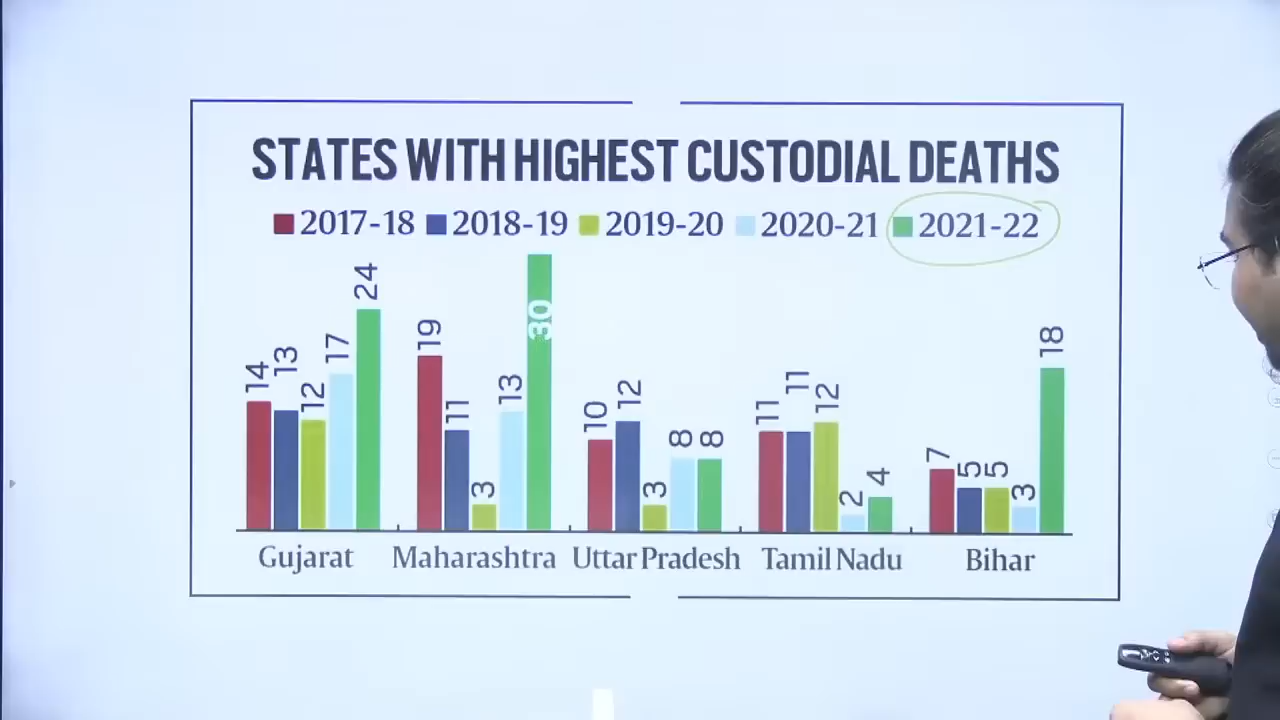 STATES WITH HIGHEST CUSTODIAL DEATHS
2017-18 2018-19 2019-20 2020-21 2021-22
14 13 12 17 24 19 11 3 13 30 10 12 3 8 8 11 11 12 2 4 7 5 5 3 18
Gujarat Maharashtra Uttar Pradesh Tamil Nadu Bihar